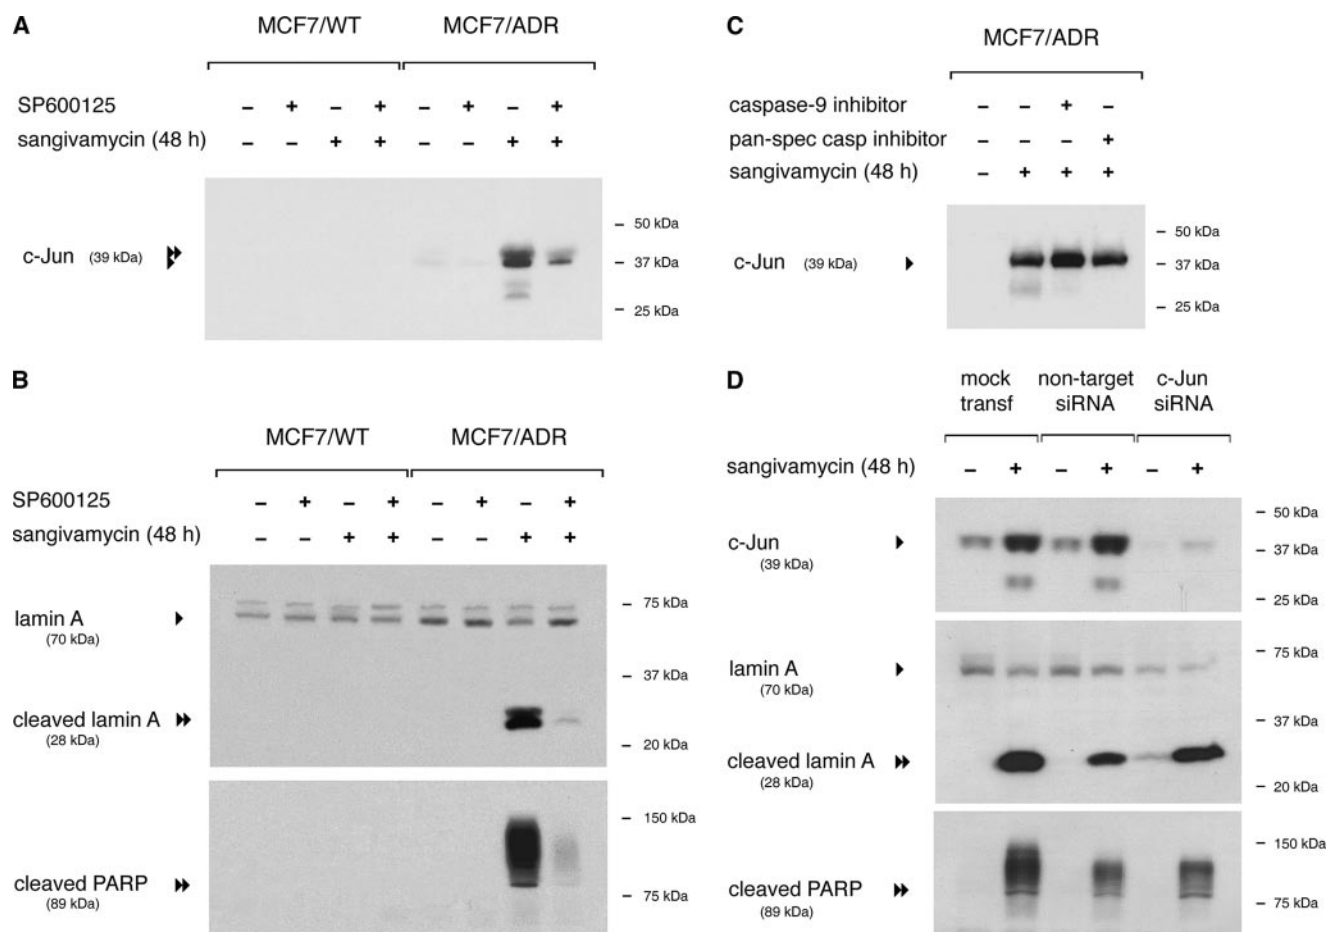 A
MCF7/WT MCF7/ADR
SP600125 – + – + – + – +
sangivamycin (48 h) – – + + – – + +
– 50 kDa
c-Jun (39 kDa)
– 37 kDa
– 25 kDa
B
MCF7/WT MCF7/ADR
SP600125 – + – + – + – +
sangivamycin (48 h) – – + + – – + +
– 75 kDa
lamin A
(70 kDa)
– 37 kDa
cleaved lamin A
(28 kDa)
– 20 kDa
– 150 kDa
cleaved PARP
(89 kDa)
– 75 kDa
C
MCF7/ADR
caspase-9 inhibitor – – + –
pan-spec casp inhibitor – – – +
sangivamycin (48 h) – + + +
– 50 kDa
c-Jun (39 kDa)
– 37 kDa
– 25 kDa
D
mock non-target c-Jun
transf siRNA siRNA
sangivamycin (48 h) – + – + – +
– 50 kDa
c-Jun
(39 kDa)
– 37 kDa
– 25 kDa
– 75 kDa
lamin A
(70 kDa)
– 37 kDa
cleaved lamin A
(28 kDa)
– 20 kDa
– 150 kDa
cleaved PARP
(89 kDa)
– 75 kDa